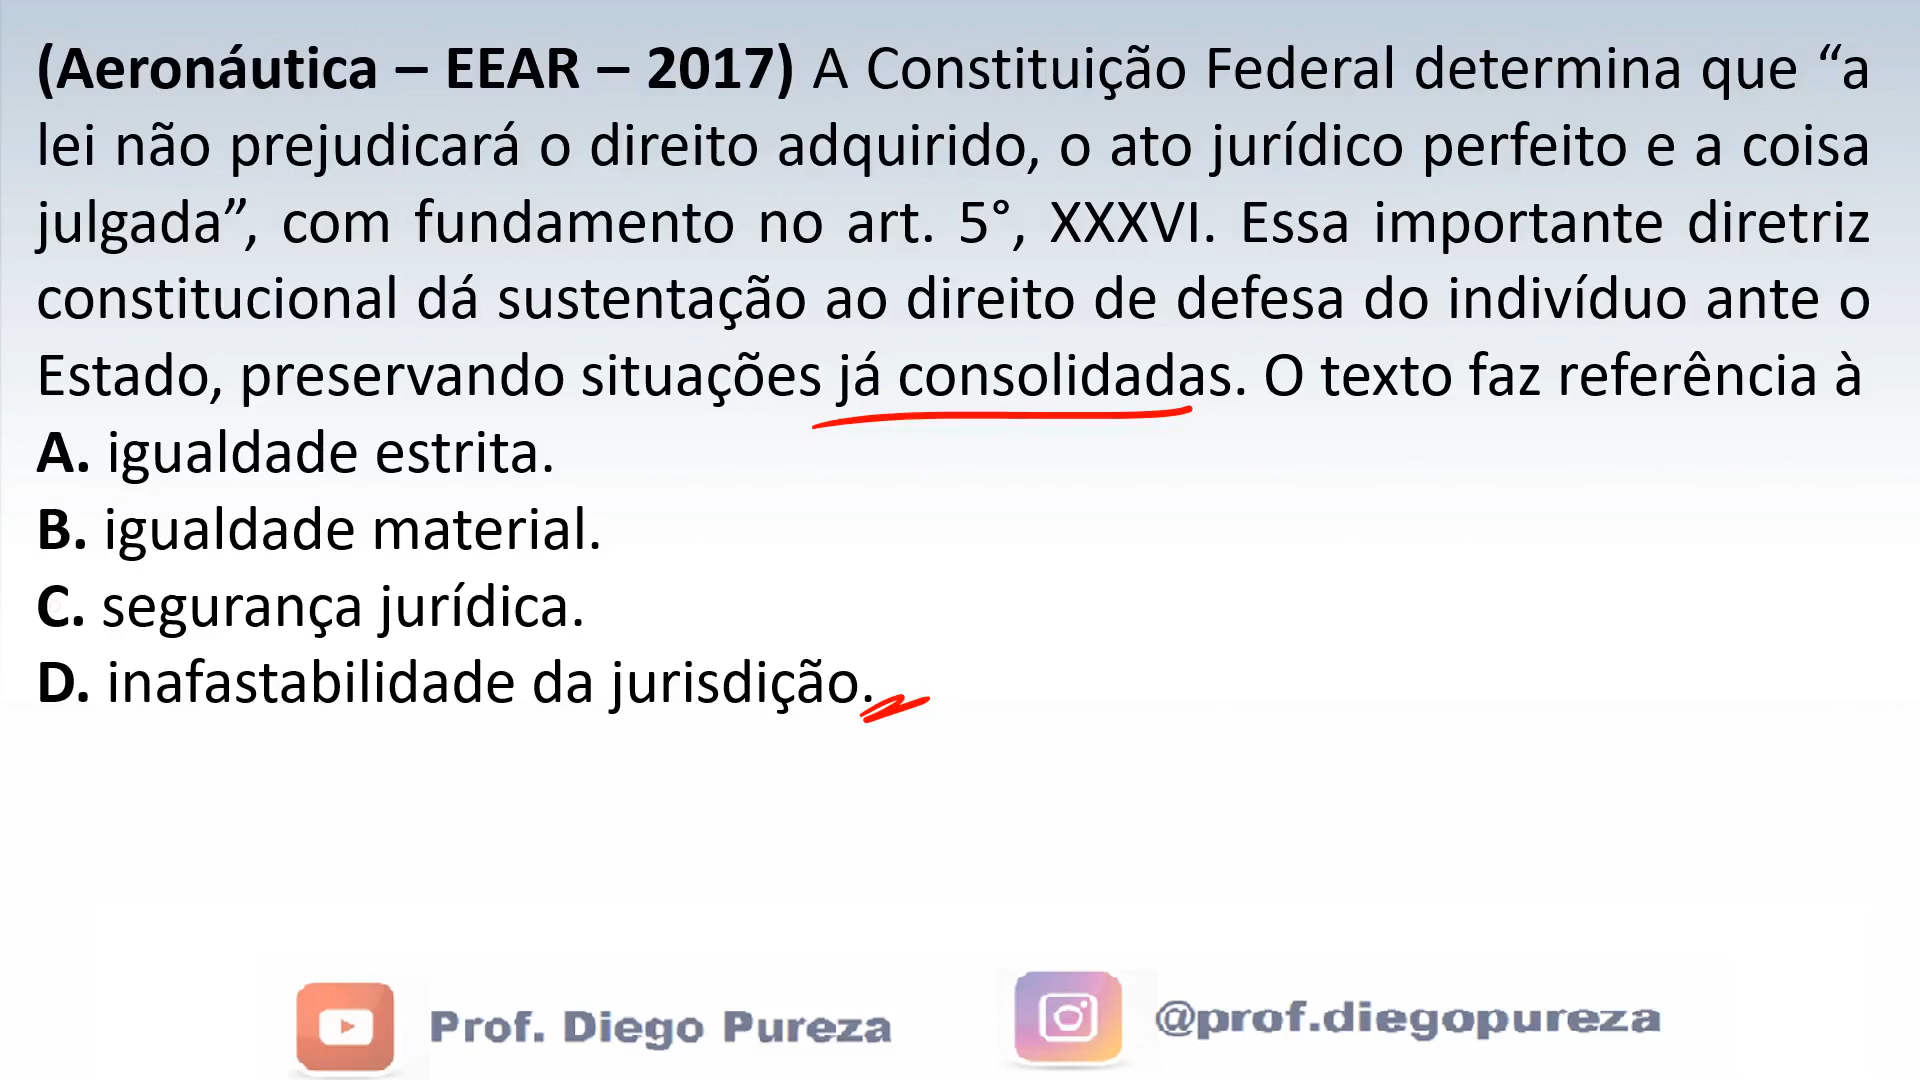 (Aeronáutica – EEAR – 2017) A Constituição Federal determina que “a
lei não prejudicará o direito adquirido, o ato jurídico perfeito e a coisa
julgada”, com fundamento no art. 5°, XXXVI. Essa importante diretriz
constitucional dá sustentação ao direito de defesa do indivíduo ante o
Estado, preservando situações já consolidadas. O texto faz referência à
A. igualdade estrita.
B. igualdade material.
C. segurança jurídica.
D. inafastabilidade da jurisdição.
Prof. Diego Pureza
@prof.diegopureza